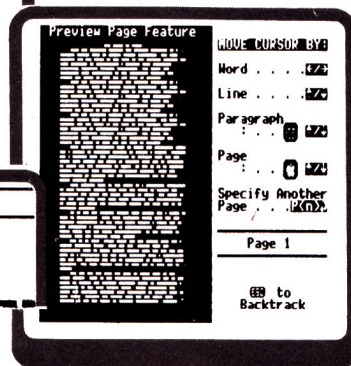 Preview Page Feature
MOVE CURSOR BY:
Word . . . . .
Line . . . . .
Paragraph
: . . .
Page
: . . .
Specify Another
Page . . . P<n>
Page 1
to
Backtrack